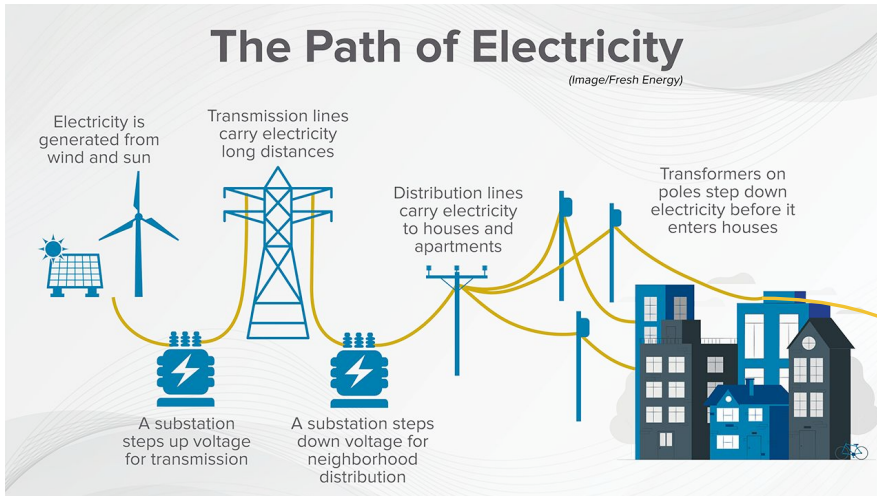 The Path of Electricity
(Image/Fresh Energy)
Electricity is
generated from
wind and sun
Transmission lines
carry electricity
long distances
Distribution lines
carry electricity
to houses and
apartments
Transformers on
poles step down
electricity before it
enters houses
A substation
steps up voltage
for transmission
A substation steps
down voltage for
neighborhood
distribution